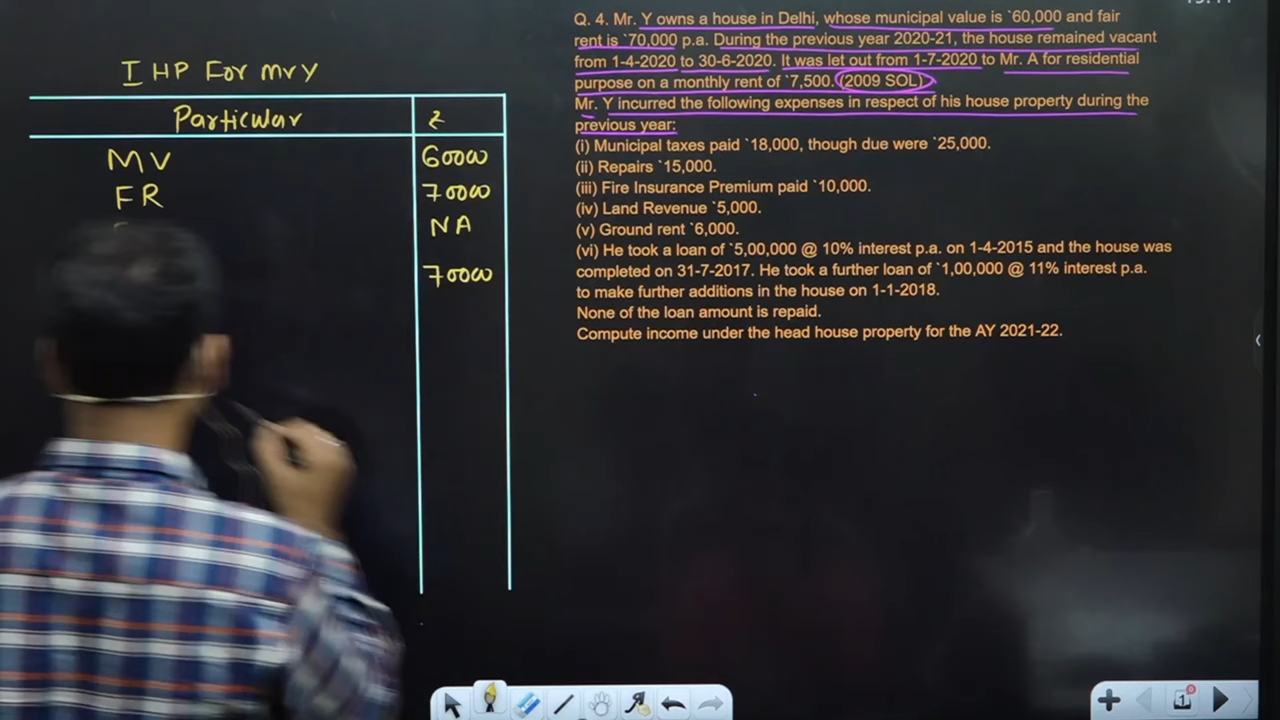 I HP For Mr Y
Particular
₹
MV
60000
FR
70000
NA
70000
Q. 4. Mr. Y owns a house in Delhi, whose municipal value is `60,000 and fair
rent is `70,000 p.a. During the previous year 2020-21, the house remained vacant
from 1-4-2020 to 30-6-2020. It was let out from 1-7-2020 to Mr. A for residential
purpose on a monthly rent of `7,500. (2009 SOL)
Mr. Y incurred the following expenses in respect of his house property during the
previous year:
(i) Municipal taxes paid `18,000, though due were `25,000.
(ii) Repairs `15,000.
(iii) Fire Insurance Premium paid `10,000.
(iv) Land Revenue `5,000.
(v) Ground rent `6,000.
(vi) He took a loan of `5,00,000 @ 10% interest p.a. on 1-4-2015 and the house was
completed on 31-7-2017. He took a further loan of `1,00,000 @ 11% interest p.a.
to make further additions in the house on 1-1-2018.
None of the loan amount is repaid.
Compute income under the head house property for the AY 2021-22.
1